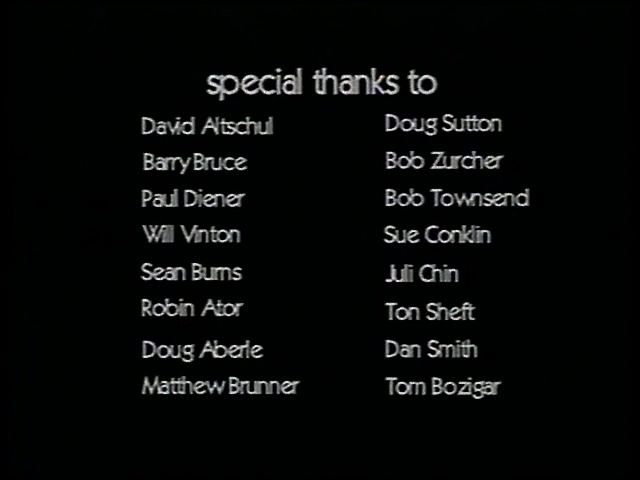 special thanks to
David Altschul
Barry Bruce
Paul Diener
Will Vinton
Sean Burns
Robin Ator
Doug Aberle
Matthew Brunner
Doug Sutton
Bob Zurcher
Bob Townsend
Sue Conklin
Juli Chin
Ton Sheft
Dan Smith
Tom Bozigar